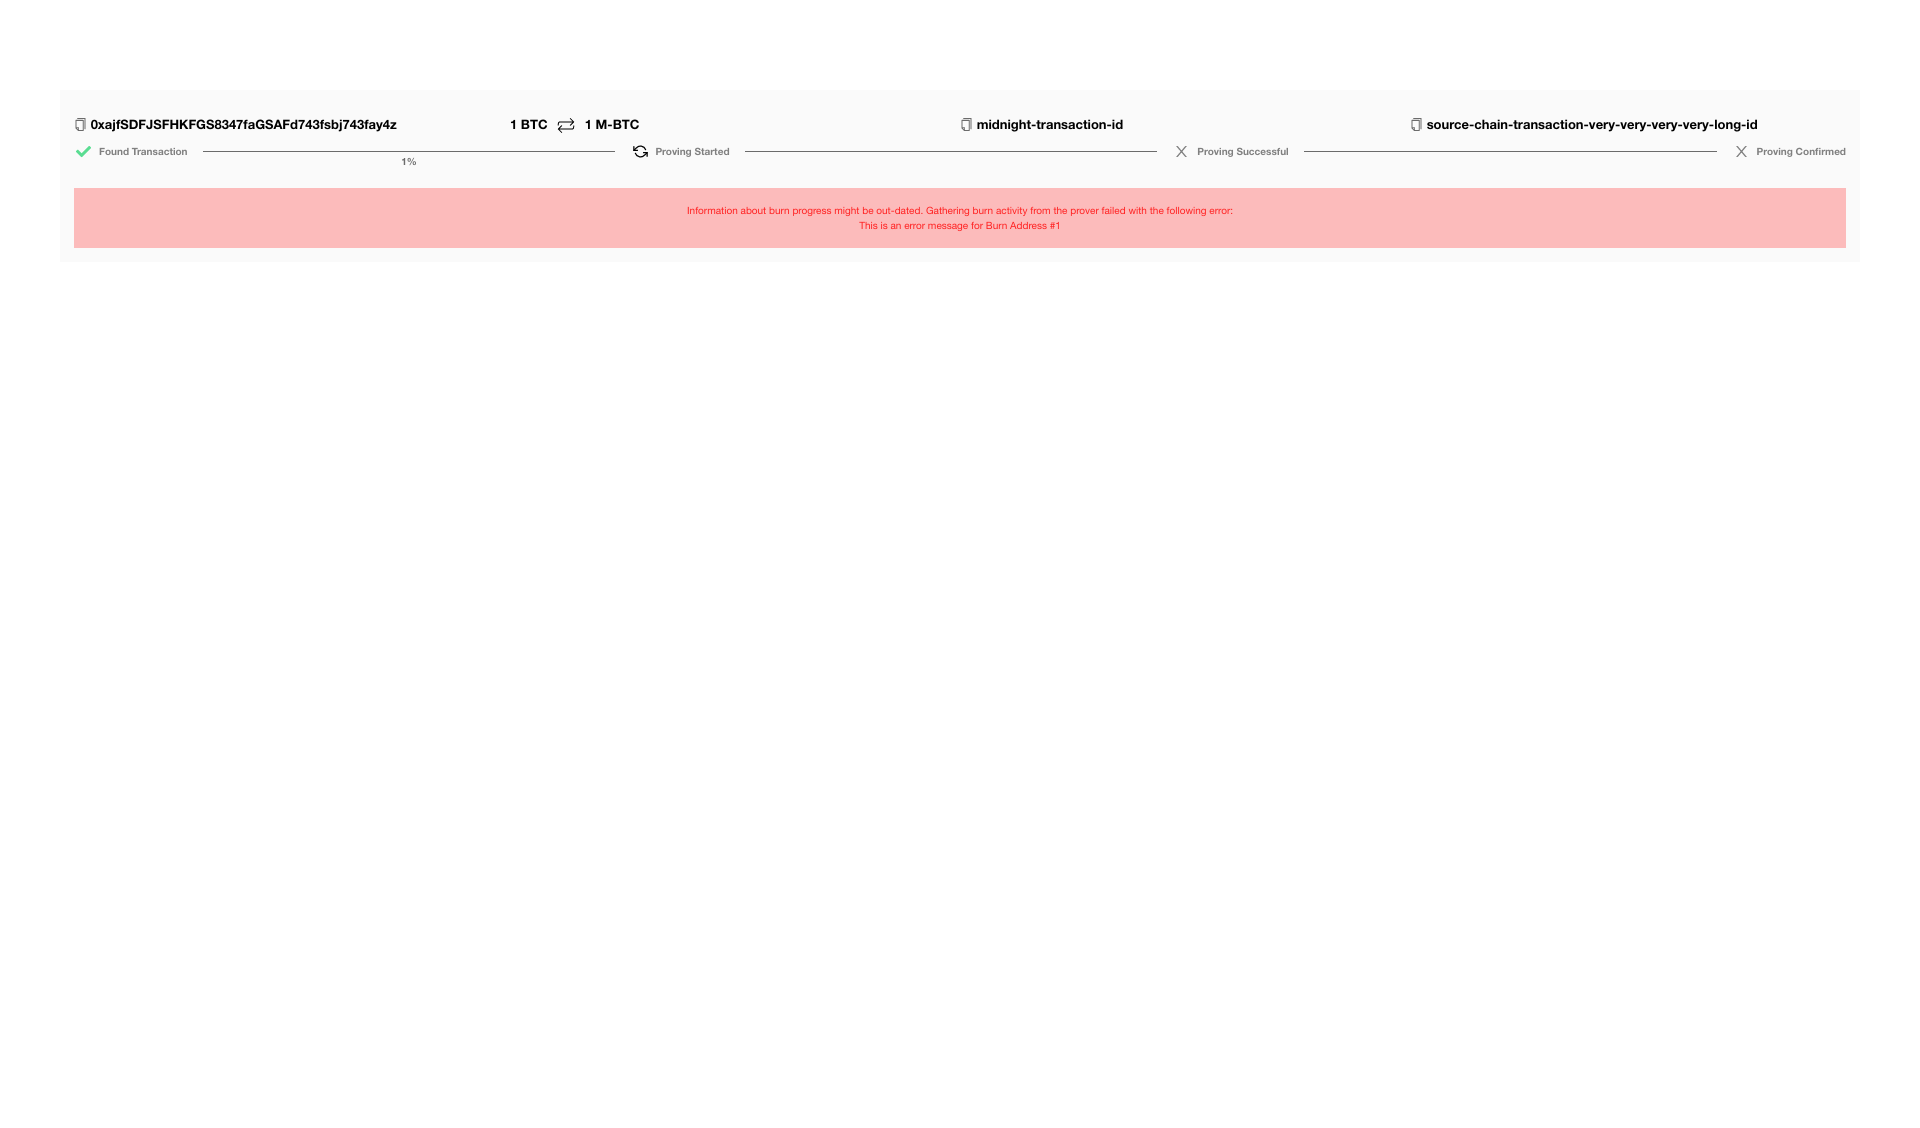 0xajfSDFJSFHKFGS8347faGSAFd743fsbj743fay4z 1 BTC 1 M-BTC midnight-transaction-id source-chain-transaction-very-very-very-very-long-id
Found Transaction Proving Started Proving Successful Proving Confirmed
1%
Information about burn progress might be out-dated. Gathering burn activity from the prover failed with the following error:
This is an error message for Burn Address #1